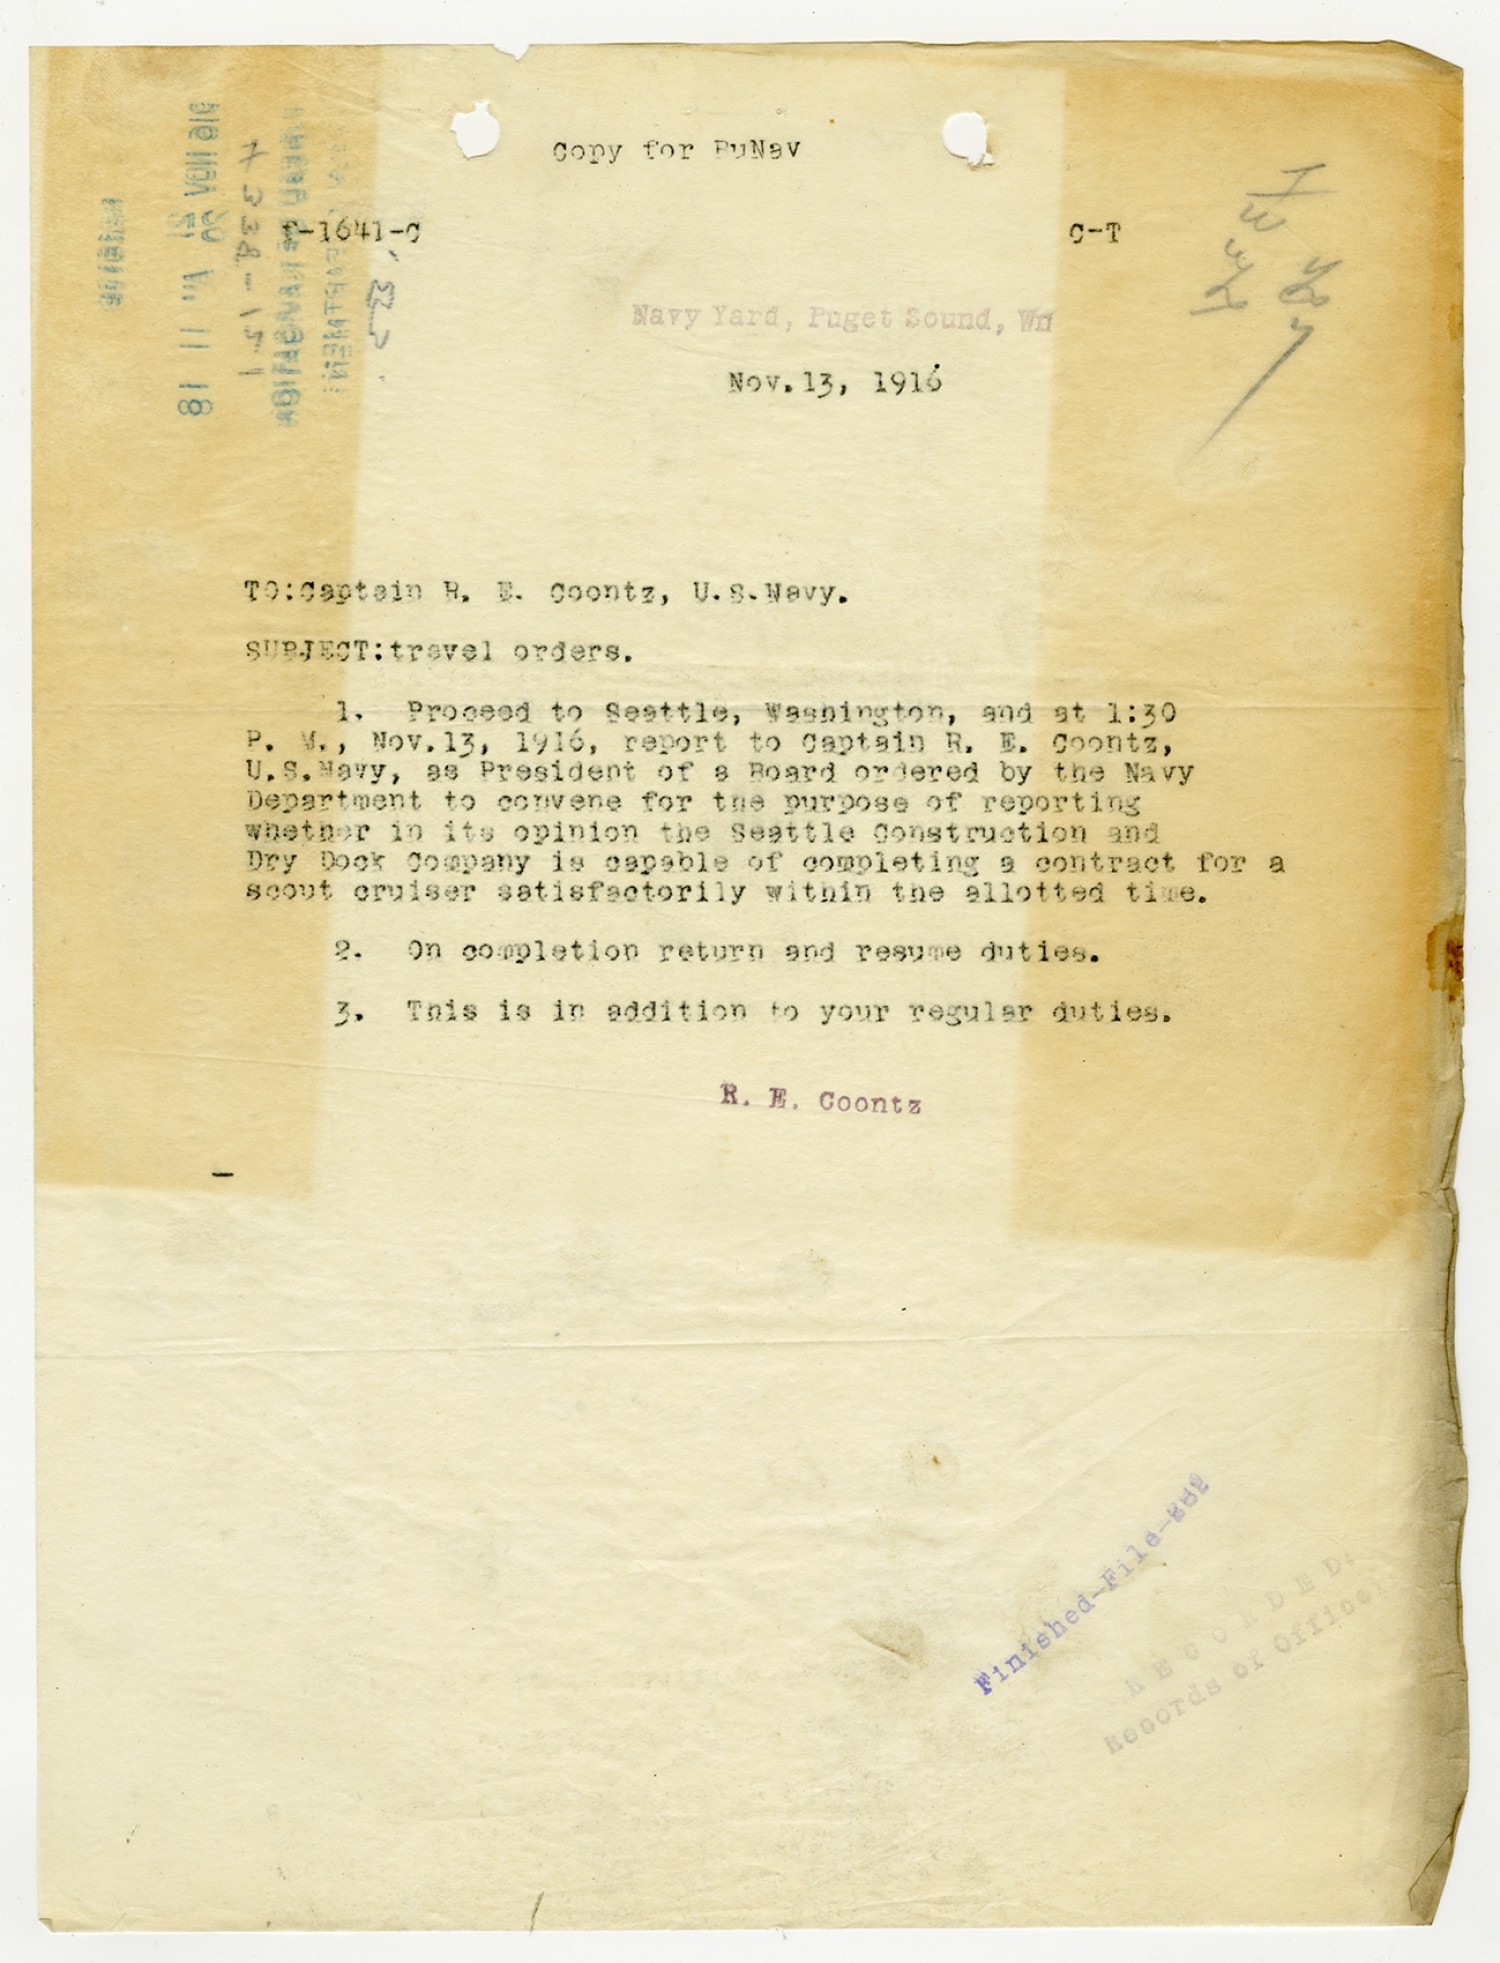 Copy for BuNav
-1641-C
C-T
Navy Yard, Puget Sound, Wn
Nov.13, 1916
TO:Captain R. E. Coontz, U.S.Navy.
SUBJECT:travel orders.
1. Proceed to Seattle, Washington, and at 1:30
P. M., Nov.13, 1916, report to Captain R. E. Coontz,
U.S.Navy, as President of a Board ordered by the Navy
Department to convene for the purpose of reporting
whether in its opinion the Seattle Construction and
Dry Dock Company is capable of completing a contract for a
scout cruiser satisfactorily within the allotted time.
2. On completion return and resume duties.
3. This is in addition to your regular duties.
R. E. Coontz
Finished-File-
RECORDED:
Records of Officer